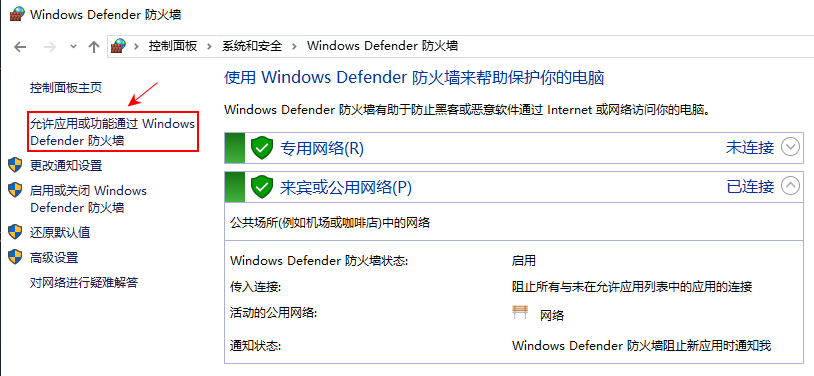 Windows Defender 防火墙
控制面板 > 系统和安全 > Windows Defender 防火墙
控制面板主页
允许应用或功能通过 Windows
Defender 防火墙
更改通知设置
启用或关闭 Windows
Defender 防火墙
还原默认值
高级设置
对网络进行疑难解答
使用 Windows Defender 防火墙来帮助保护你的电脑
Windows Defender 防火墙有助于防止黑客或恶意软件通过 Internet 或网络访问你的电脑。
专用网络(R) 未连接
来宾或公用网络(P) 已连接
公共场所(例如机场或咖啡店)中的网络
Windows Defender 防火墙状态: 启用
传入连接: 阻止所有与未在允许应用列表中的应用的连接
活动的公用网络: 网络
通知状态: Windows Defender 防火墙阻止新应用时通知我